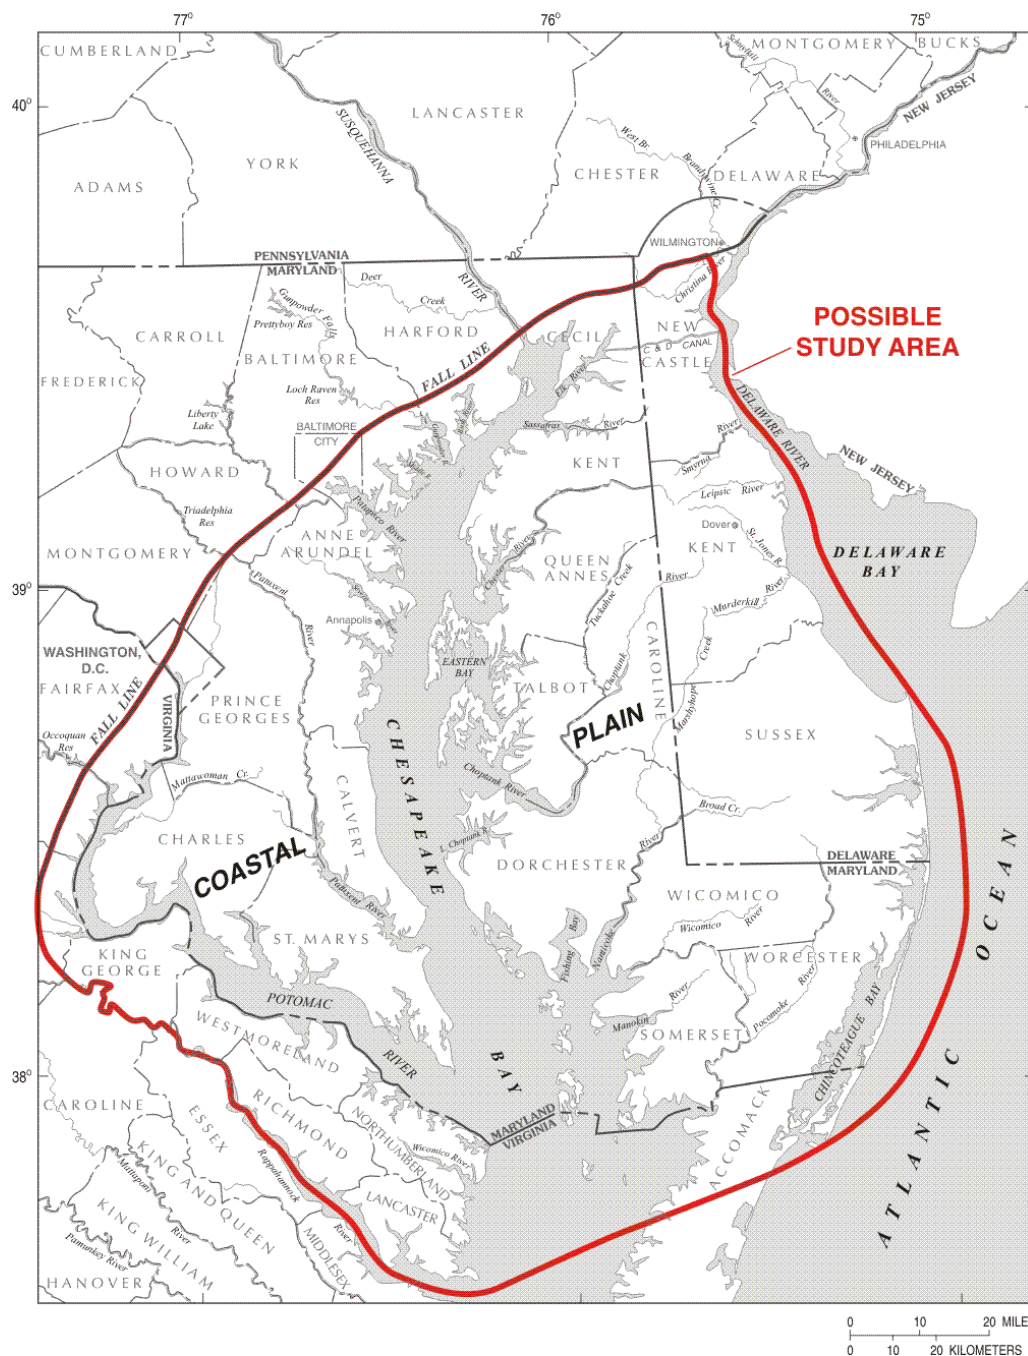 77°
76°
75°
CUMBERLAND
MONTGOMERY
BUCKS
Schuylkill
River
40°
LANCASTER
NEW JERSEY
SUSQUEHANNA
West Br.
Brandywine Cr.
PHILADELPHIA
YORK
CHESTER
DELAWARE
ADAMS
WILMINGTON
PENNSYLVANIA
MARYLAND
RIVER
Deer
Creek
Christina River
Gunpowder Falls
Prettyboy Res
CARROLL
HARFORD
CECIL
NEW
CASTLE
C & D CANAL
POSSIBLE
STUDY AREA
BALTIMORE
FALL LINE
Elk River
FREDERICK
Loch Raven
Res
DELAWARE RIVER
Liberty
Lake
BALTIMORE
CITY
Sassafras River
River
Smyrna
NEW JERSEY
HOWARD
KENT
Leipsic River
Triadelphia
Res
Patapsco River
Dover
KENT
St. Jones R.
ANNE
ARUNDEL
MONTGOMERY
Chester River
QUEEN
ANNES
DELAWARE
BAY
39°
Patuxent
River
Severn River
Tuckahoe Creek
River
Choptank
Murderkill River
Annapolis
CAROLINE
Creek
Marshyhope
WASHINGTON,
D.C.
FAIRFAX
EASTERN
BAY
TALBOT
FALL LINE
VIRGINIA
PRINCE
GEORGES
PLAIN
SUSSEX
Occoquan
Res
CHESAPEAKE
Mattawoman Cr.
Choptank River
Broad Cr.
CALVERT
CHARLES
L. Choptank R.
River
COASTAL
DORCHESTER
DELAWARE
MARYLAND
Patuxent River
WICOMICO
Wicomico River
OCEAN
ST. MARYS
Fishing Bay
Nanticoke
KING
GEORGE
WORCESTER
POTOMAC
River
Manokin
Pocomoke River
SOMERSET
CHINCOTEAGUE BAY
WESTMORELAND
RIVER
BAY
38°
CAROLINE
ESSEX
RICHMOND
NORTHUMBERLAND
MARYLAND
VIRGINIA
ACCOMACK
ATLANTIC
KING AND QUEEN
Mattaponi
River
Wicomico River
Rappahannock
River
LANCASTER
KING WILLIAM
Pamunkey River
MIDDLESEX
HANOVER
0 10 20 MILE
0 10 20 KILOMETERS